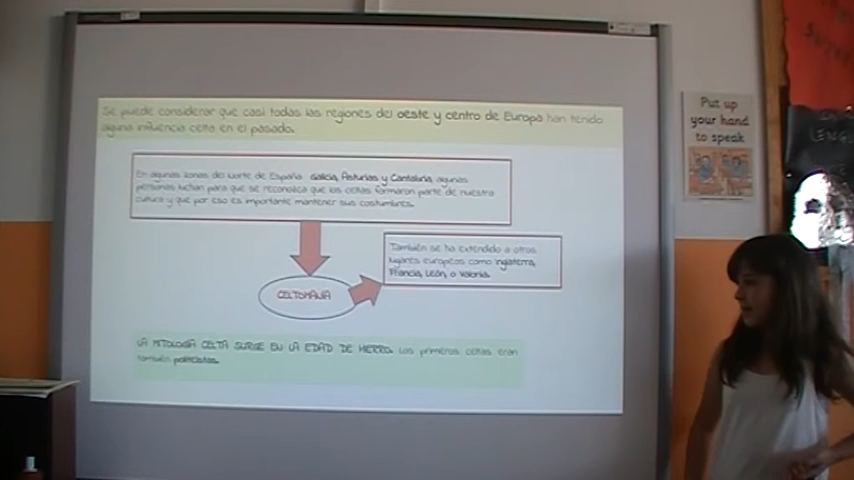 Se puede considerar que casi todas las regiones del oeste y centro de Europa han tenido
alguna influencia celta en el pasado.
En algunas zonas del Norte de España Galicia, Asturias y Cantabria, algunas
personas luchan para que se reconozca que los celtas formaron parte de nuestra
cultura y que por eso es importante mantener sus costumbres.
También se ha extendido a otros
lugares europeos como Inglaterra,
Francia, León, o Valonia.
CELTOMANÍA
LA MITOLOGÍA CELTA SURGE EN LA EDAD DE HIERRO. Los primeros celtas eran
también politeístas.
Put up
your hand
to speak
LENG